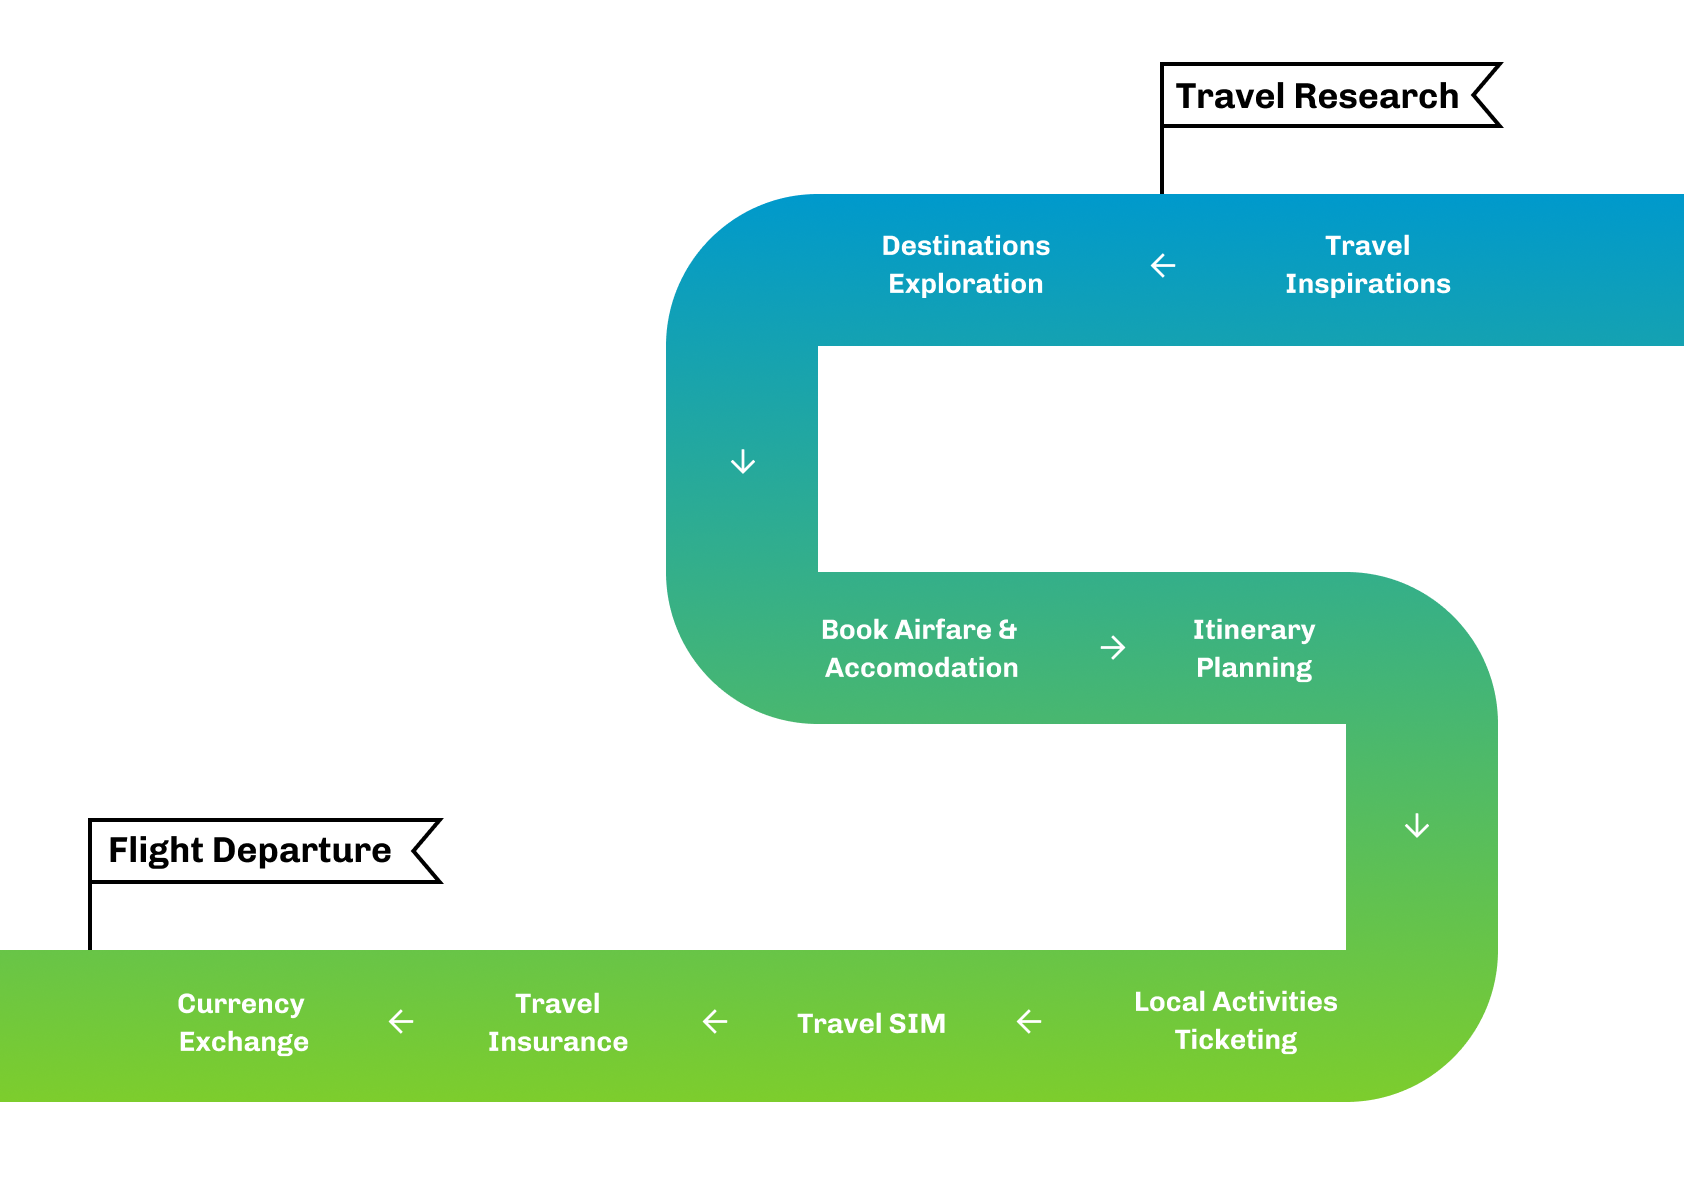 Travel Research
Destinations
Exploration
Travel
Inspirations
Book Airfare &
Accomodation
Itinerary
Planning
Flight Departure
Currency
Exchange
Travel
Insurance
Travel SIM
Local Activities
Ticketing